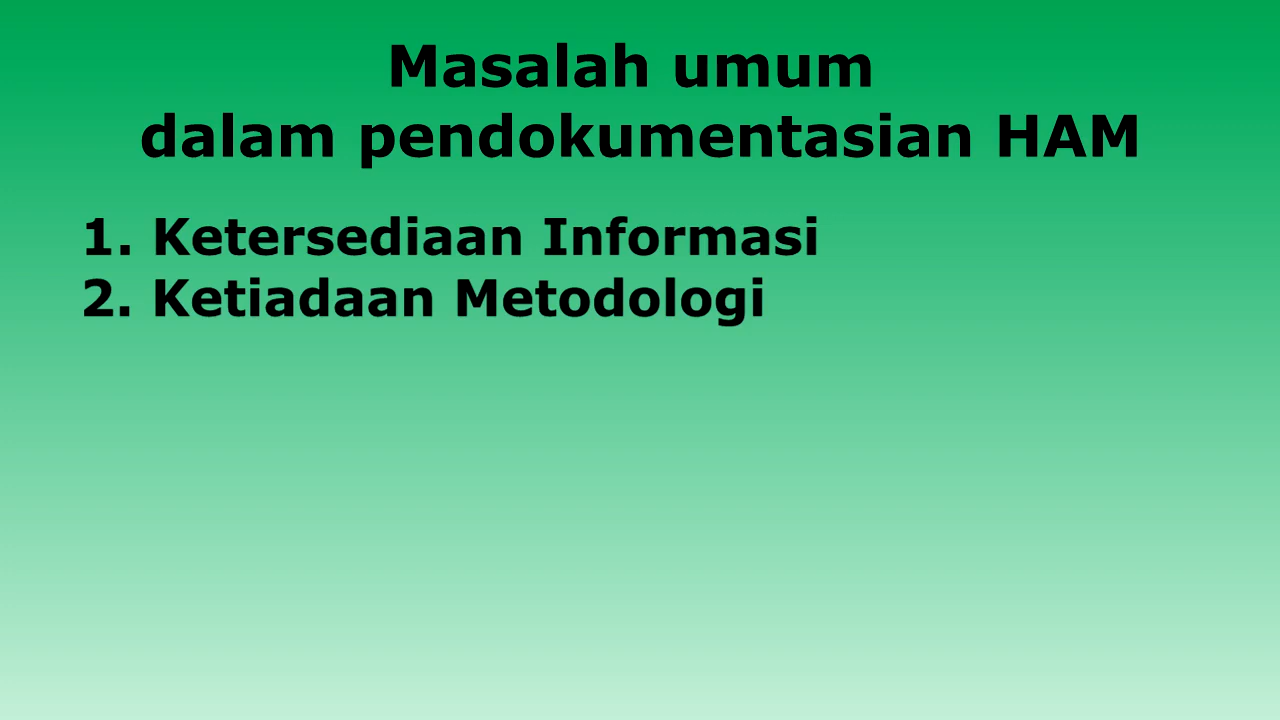 Masalah umum
dalam pendokumentasian HAM
1. Ketersediaan Informasi
2. Ketiadaan Metodologi